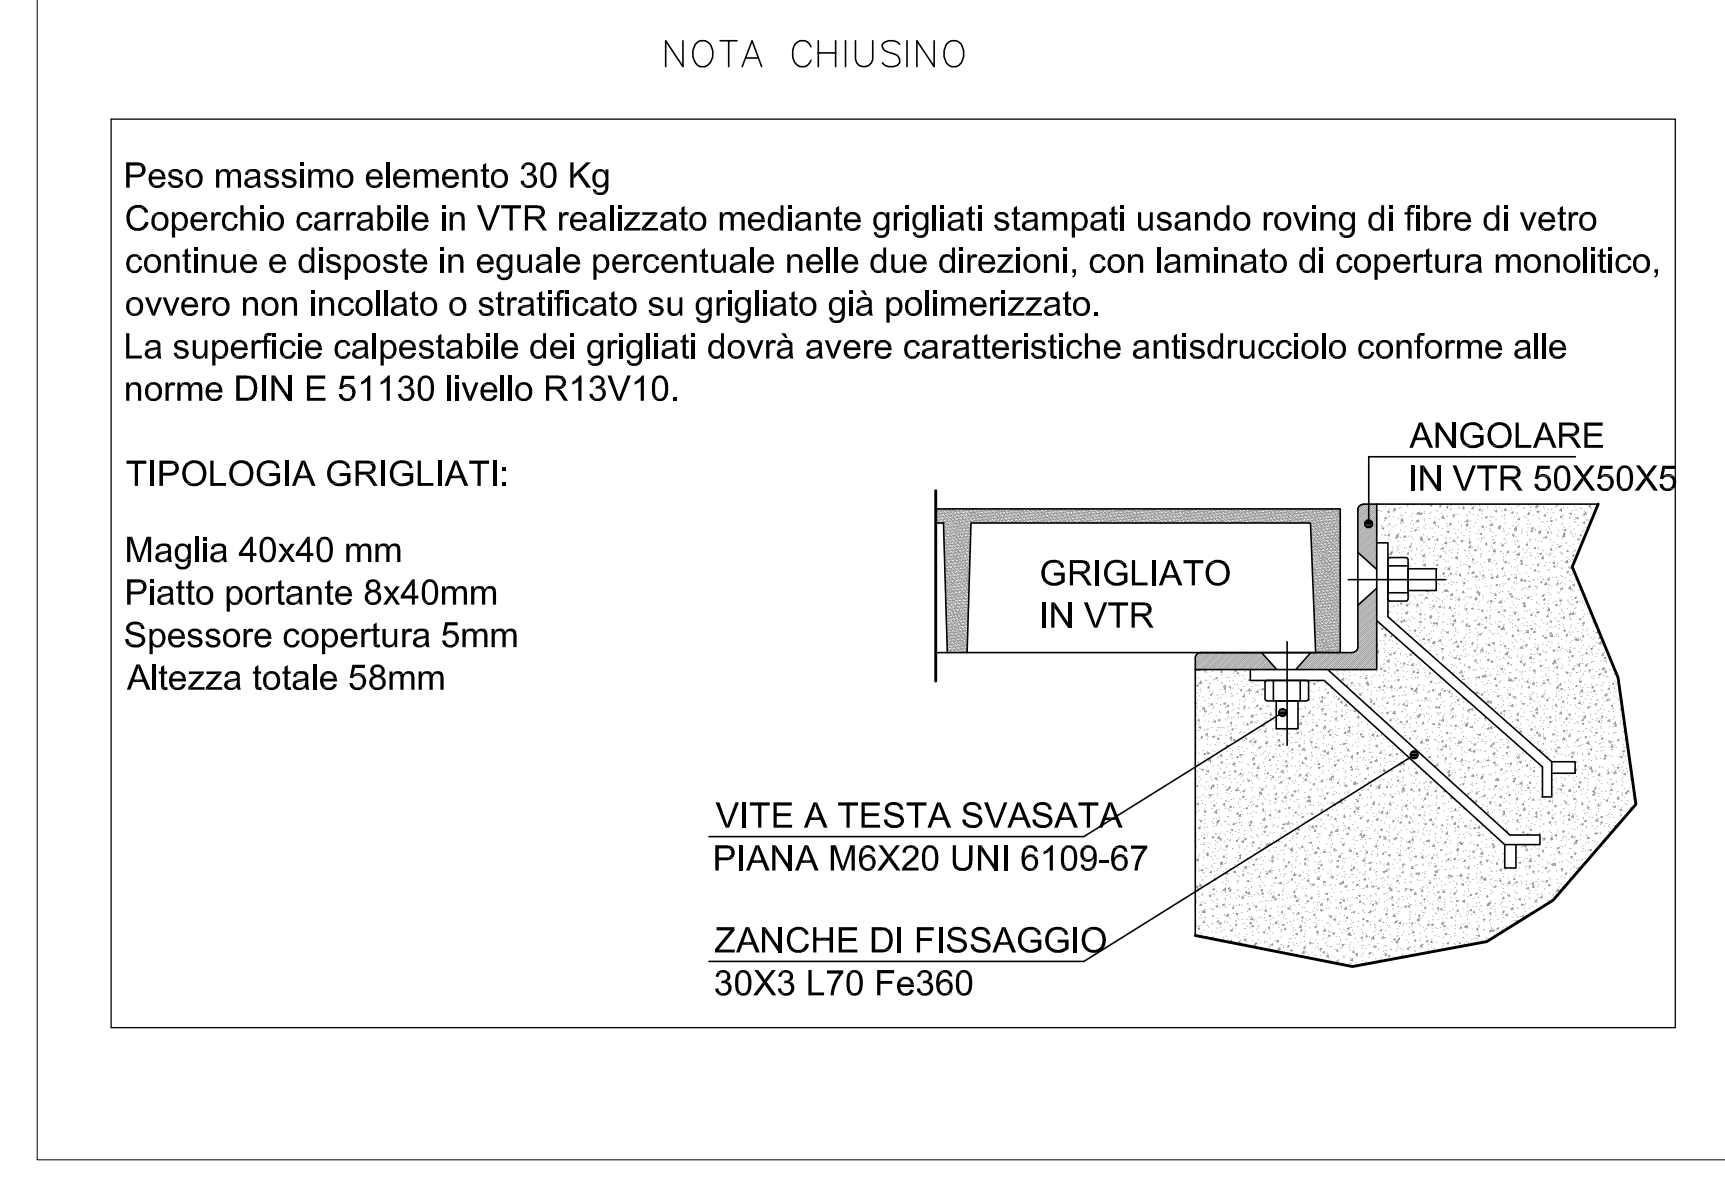 NOTA CHIUSINO
Peso massimo elemento 30 Kg
Coperchio carrabile in VTR realizzato mediante grigliati stampati usando roving di fibre di vetro
continue e disposte in eguale percentuale nelle due direzioni, con laminato di copertura monolitico,
ovvero non incollato o stratificato su grigliato già polimerizzato.
La superficie calpestabile dei grigliati dovrà avere caratteristiche antisdrucciolo conforme alle
norme DIN E 51130 livello R13V10.
TIPOLOGIA GRIGLIATI:
Maglia 40x40 mm
Piatto portante 8x40mm
Spessore copertura 5mm
Altezza totale 58mm
ANGOLARE
IN VTR 50X50X5
GRIGLIATO
IN VTR
VITE A TESTA SVASATA
PIANA M6X20 UNI 6109-67
ZANCHE DI FISSAGGIO
30X3 L70 Fe360